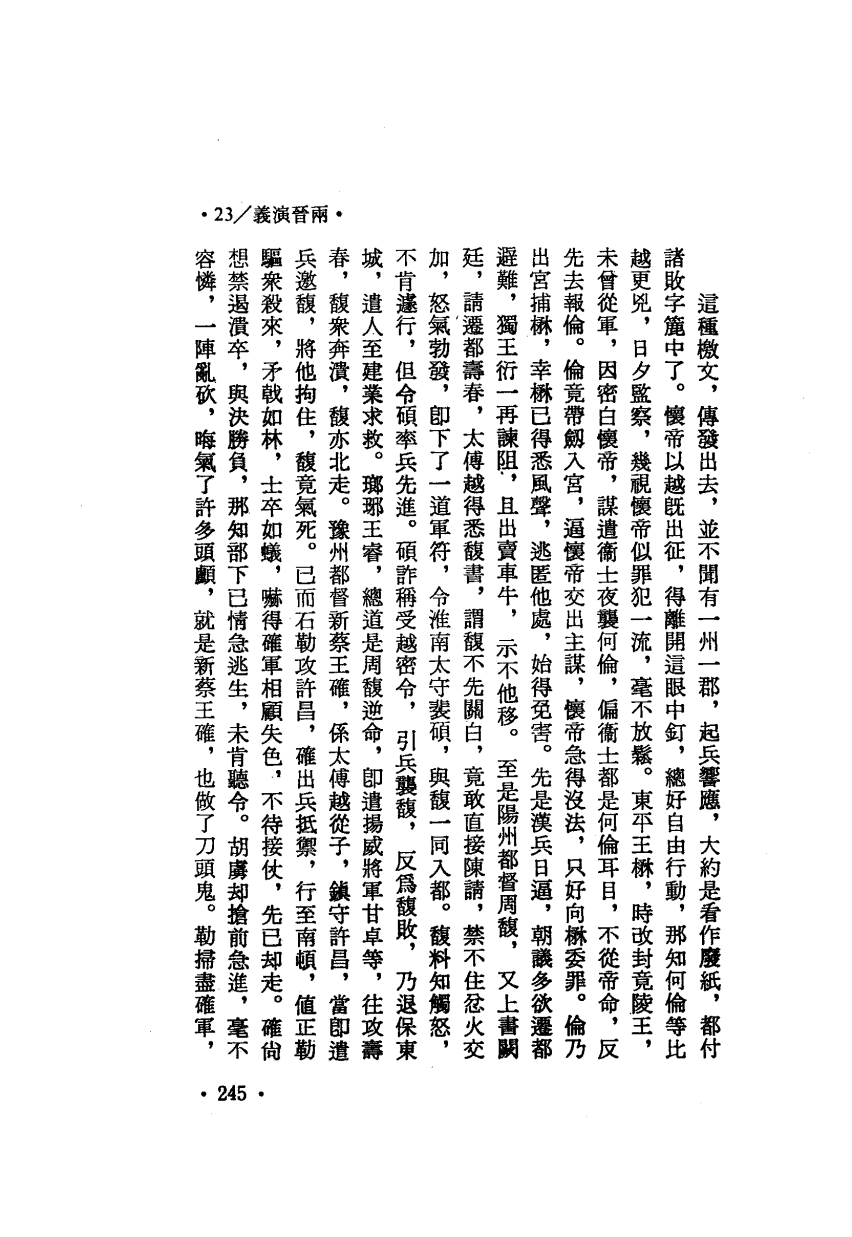 •23/義演晉兩•
這種檄文，傳發出去，並不聞有一州一郡，起兵響應，大約是看作廢紙，都付
諸敗字簏中了。懷帝以越旣出征，得離開這眼中釘，總好自由行動，那知何倫等比
越更兇，日夕監察，幾視懷帝似罪犯一流，毫不放鬆。東平王楙，時改封竟陵王，
未曾從軍，因密白懷帝，謀遣衞士夜襲何倫，偏衞士都是何倫耳目，不從帝命，反
先去報倫。倫竟帶劒入宮，逼懷帝交出主謀，懷帝急得沒法，只好向楙委罪。倫乃
出宮捕楙，幸楙已得悉風聲，逃匿他處，始得免害。先是漢兵日逼，朝議多欲遷都
避難，獨王衍一再諫阻，且出賣車牛，示不他移。至是陽州都督周馥，又上書闕
廷，請遷都壽春，太傅越得悉馥書，謂馥不先關白，竟敢直接陳請，禁不住忿火交
加，怒氣勃發，卽下了一道軍符，令淮南太守裴碩，與馥一同入都。馥料知觸怒，
不肯遽行，但令碩率兵先進。碩詐稱受越密令，引兵襲馥，反爲馥敗，乃退保東
城，遣人至建業求救。瑯琊王睿，總道是周馥逆命，卽遣揚威將軍甘卓等，往攻壽
春，馥衆奔潰，馥亦北走。豫州都督新蔡王確，係太傅越從子，鎭守許昌，當卽遣
兵邀馥，將他拘住，馥竟氣死。已而石勒攻許昌，確出兵抵禦，行至南頓，値正勒
驅衆殺來，矛戟如林，士卒如蟻，嚇得確軍相顧失色，不待接仗，先已却走。確尙
想禁遏潰卒，與決勝負，那知部下已情急逃生，未肯聽令。胡虜却搶前急進，毫不
容憐，一陣亂砍，晦氣了許多頭顱，就是新蔡王確，也做了刀頭鬼。勒掃盡確軍，
•245•